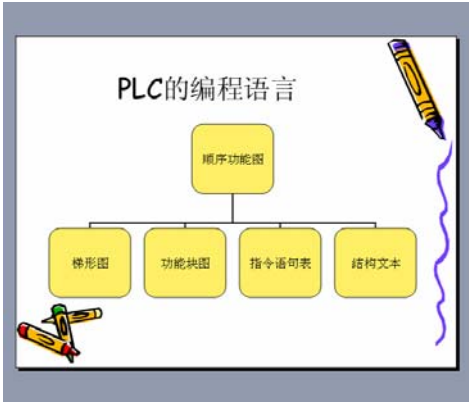 PLC的编程语言
顺序功能图
梯形图
功能块图
指令语句表
结构文本